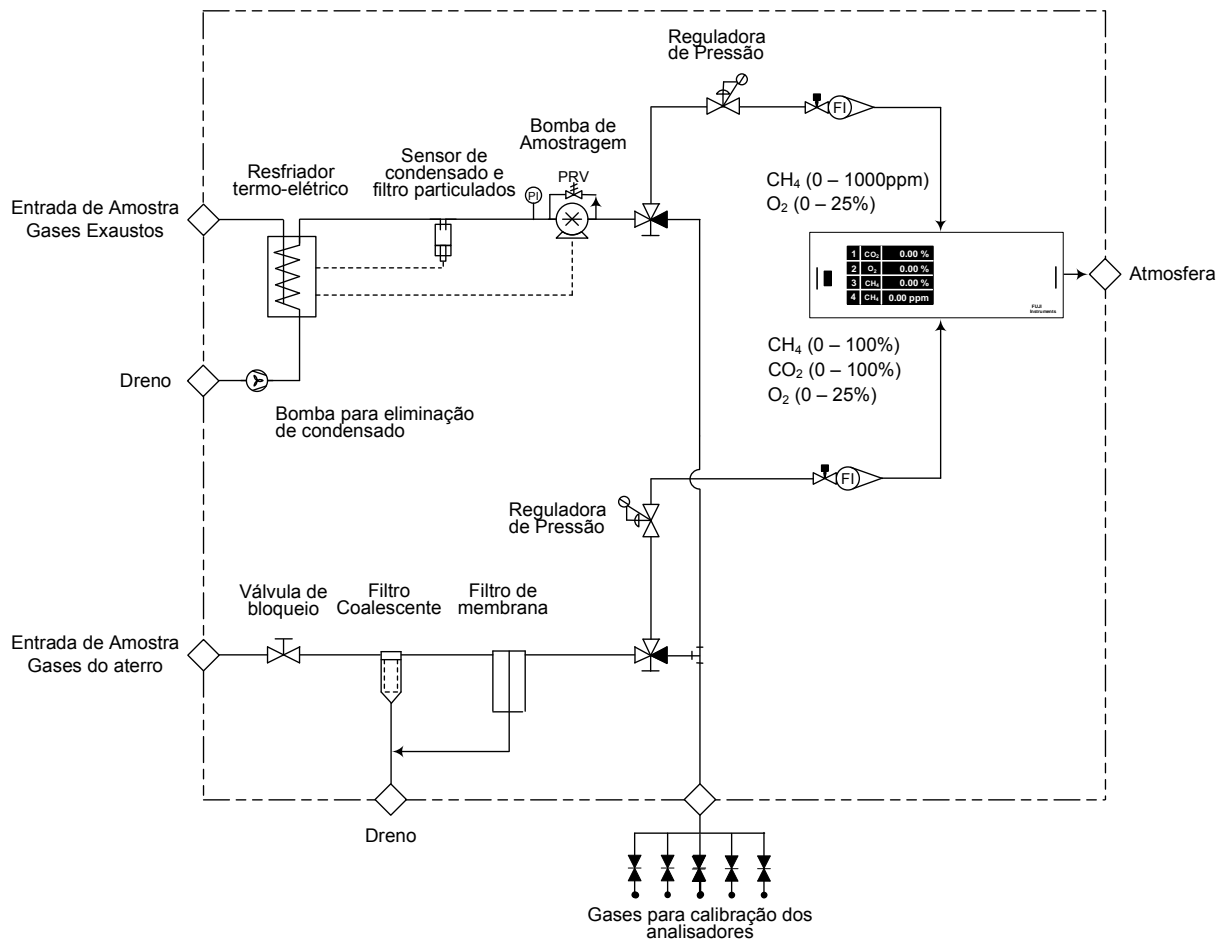 Reguladora
de Pressão
FI
Bomba de
Amostragem
PRV
Sensor de
condensado e
filtro particulados
PI
Resfriador
termo-elétrico
Entrada de Amostra
Gases Exaustos
CH₄ (0 – 1000ppm)
O₂ (0 – 25%)
1 CO₂ 0.00 %
2 O₂ 0.00 %
3 CH₄ 0.00 %
4 CH₄ 0.00 ppm
FUJI
Instruments
Atmosfera
CH₄ (0 – 100%)
CO₂ (0 – 100%)
O₂ (0 – 25%)
Dreno
Bomba para eliminação
de condensado
FI
Reguladora
de Pressão
Válvula de
bloqueio
Filtro
Coalescente
Filtro de
membrana
Entrada de Amostra
Gases do aterro
Dreno
Gases para calibração dos
analisadores